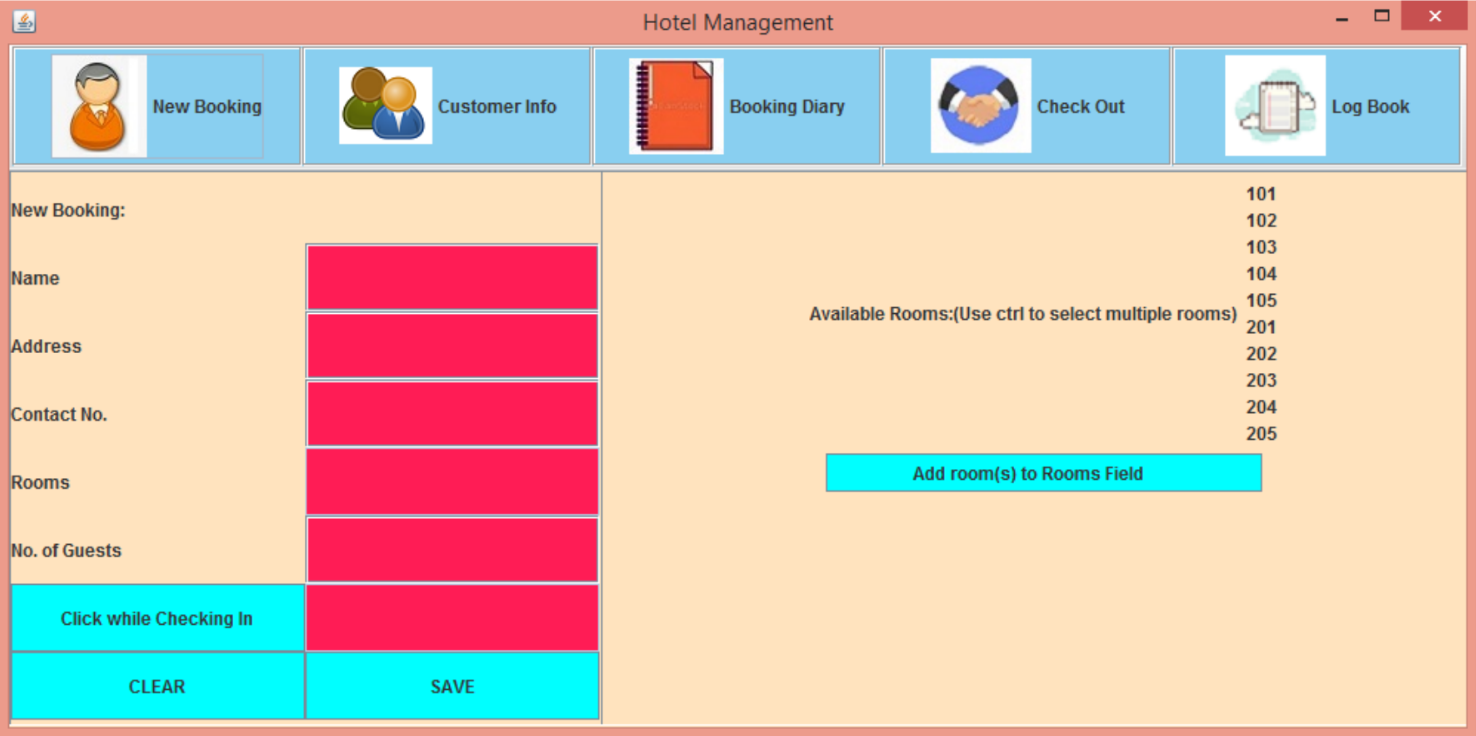 Hotel Management
New Booking
Customer Info
Booking Diary
Check Out
Log Book
New Booking:
Name
Address
Contact No.
Rooms
No. of Guests
Click while Checking In
CLEAR
SAVE
Available Rooms:(Use ctrl to select multiple rooms)
101
102
103
104
105
201
202
203
204
205
Add room(s) to Rooms Field